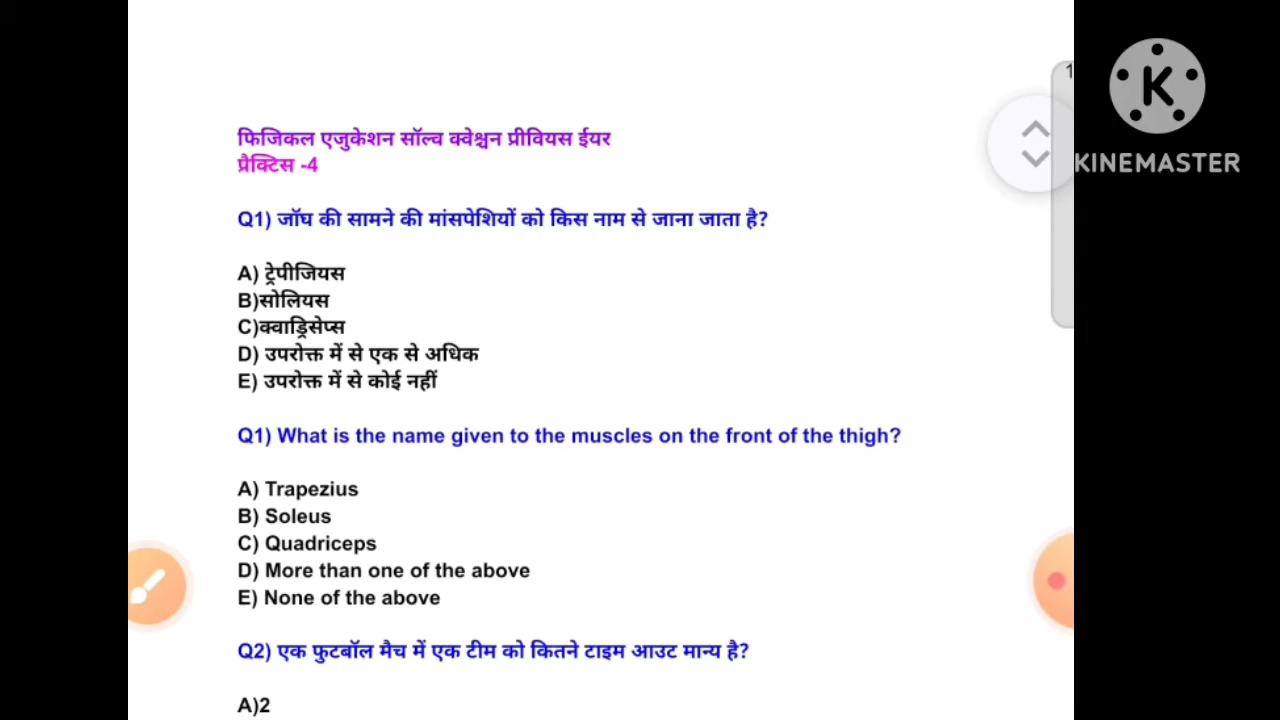 फिजिकल एजुकेशन सॉल्व क्वेश्चन प्रीवियस ईयर
प्रैक्टिस -4
Q1) जॉघ की सामने की मांसपेशियों को किस नाम से जाना जाता है?
A) ट्रेपीजियस
B)सोलियस
C)क्वाड्रिसेप्स
D) उपरोक्त में से एक से अधिक
E) उपरोक्त में से कोई नहीं
Q1) What is the name given to the muscles on the front of the thigh?
A) Trapezius
B) Soleus
C) Quadriceps
D) More than one of the above
E) None of the above
Q2) एक फुटबॉल मैच में एक टीम को कितने टाइम आउट मान्य है?
A)2
1
K
KINEMASTER